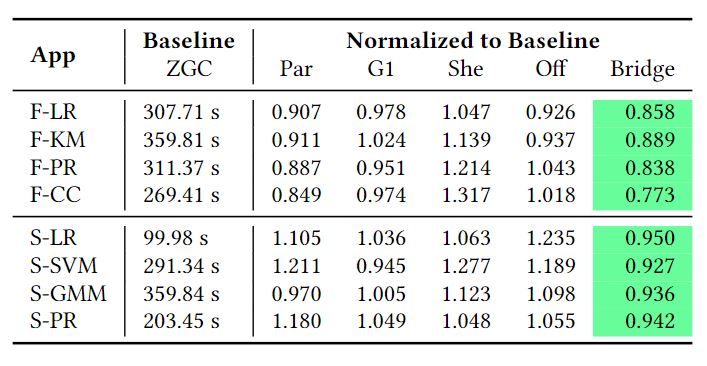 App Baseline Normalized to Baseline
ZGC Par G1 She Off Bridge
F-LR 307.71 s 0.907 0.978 1.047 0.926 0.858
F-KM 359.81 s 0.911 1.024 1.139 0.937 0.889
F-PR 311.37 s 0.887 0.951 1.214 1.043 0.838
F-CC 269.41 s 0.849 0.974 1.317 1.018 0.773
S-LR 99.98 s 1.105 1.036 1.063 1.235 0.950
S-SVM 291.34 s 1.211 0.945 1.277 1.189 0.927
S-GMM 359.84 s 0.970 1.005 1.123 1.098 0.936
S-PR 203.45 s 1.180 1.049 1.048 1.055 0.942